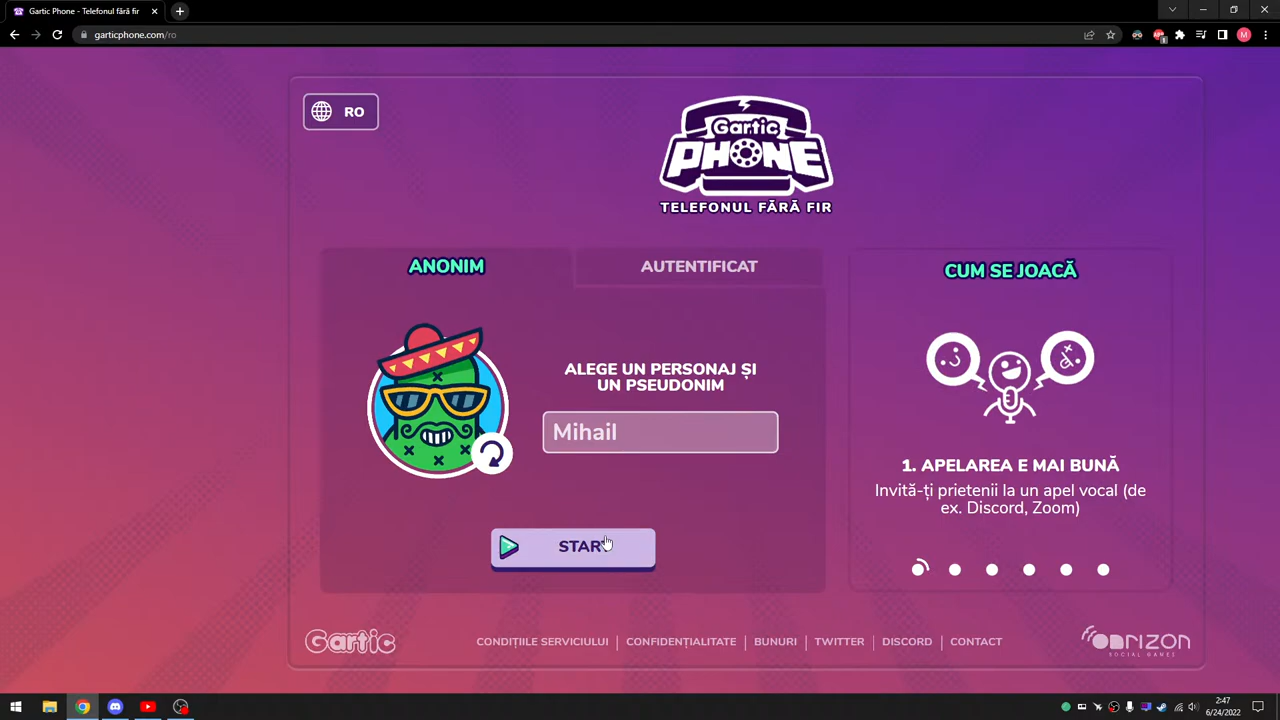 Gartic Phone - Telefonul fără fir
garticphone.com/ro
M
RO
Gartic
PHONE
TELEFONUL FĂRĂ FIR
ANONIM
AUTENTIFICAT
CUM SE JOACĂ
ALEGE UN PERSONAJ ȘI
UN PSEUDONIM
Mihail
START
1. APELAREA E MAI BUNĂ
Invită-ți prietenii la un apel vocal (de
ex. Discord, Zoom)
Gartic
CONDIȚIILE SERVICIULUI | CONFIDENȚIALITATE | BUNURI | TWITTER | DISCORD | CONTACT
ONRIZON
SOCIAL GAMES
2:47
6/24/2022